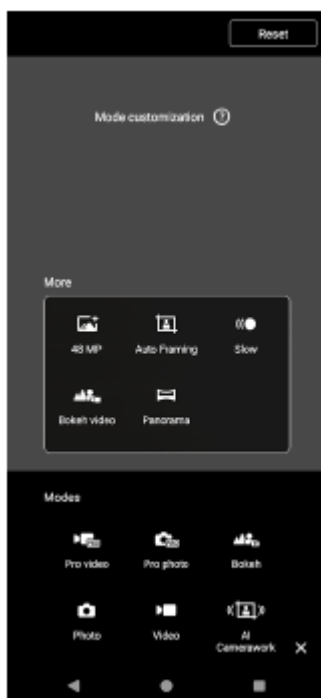 Reset
Mode customization ?
More
48 MP Auto Framing Slow
Bokeh video Panorama
Modes
Pro video Pro photo Bokeh
Photo Video AI
Camerawork